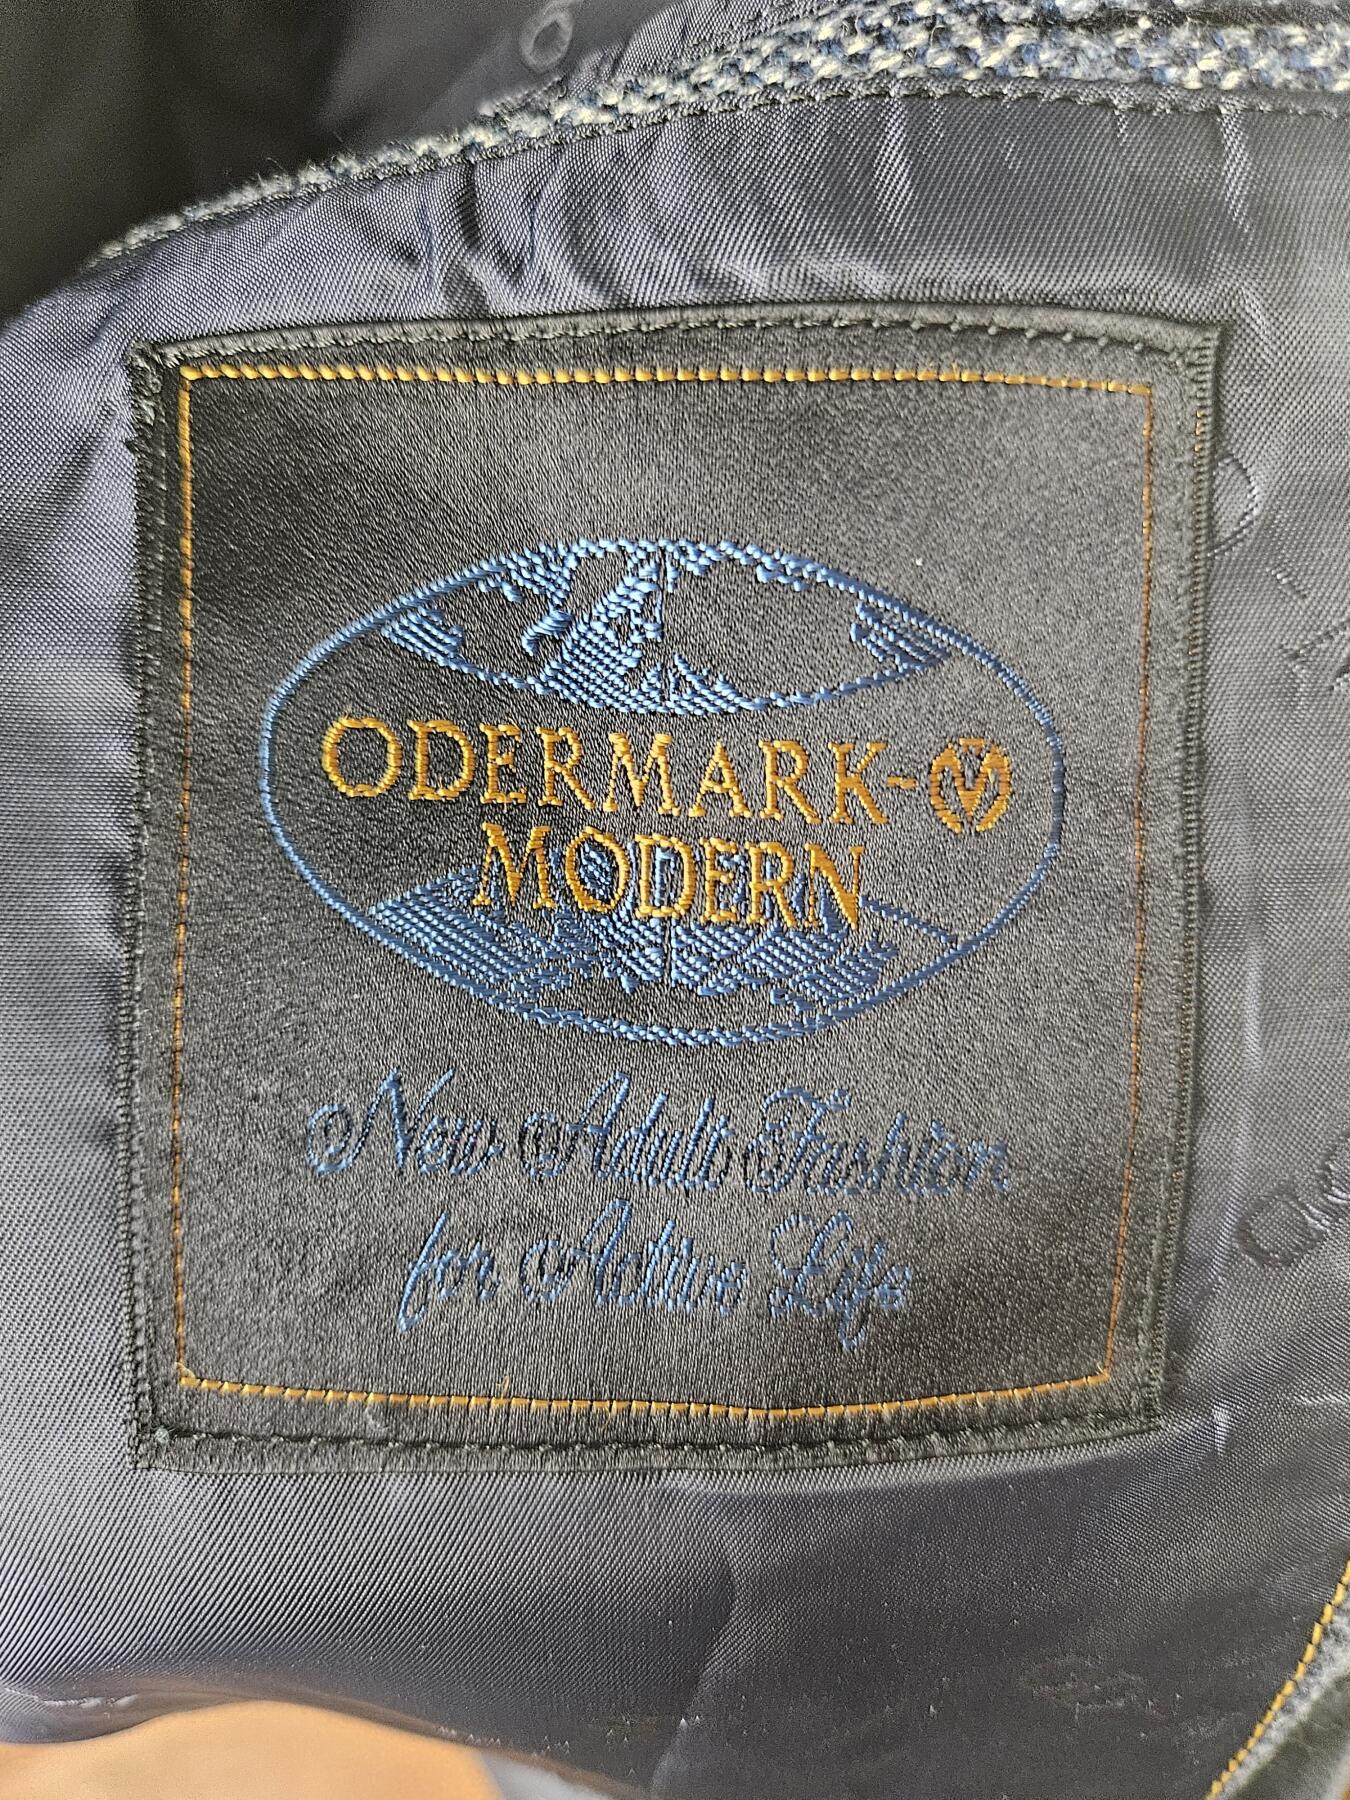 ODERMARK-M
MODERN
New Adult Fashion
for Active Life